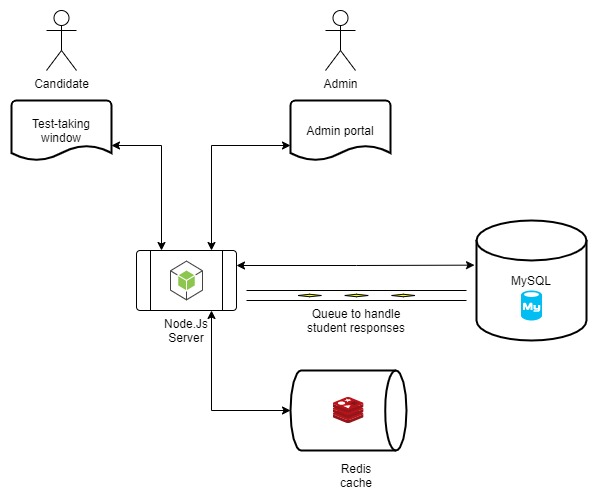 Candidate
Admin
Test-taking
window
Admin portal
MySQL
My
Node.Js
Server
Queue to handle
student responses
Redis
cache